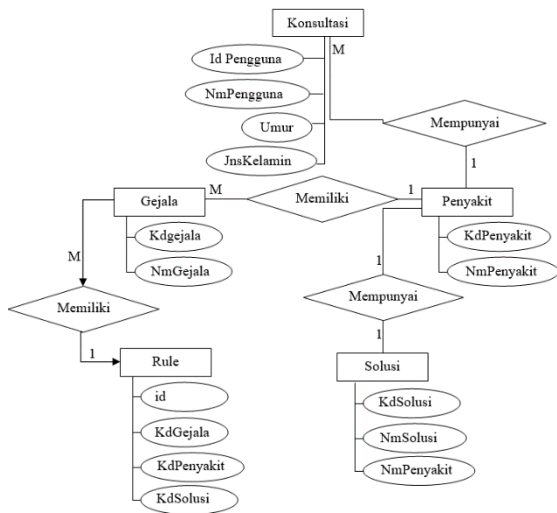 Konsultasi
M
Id Pengguna
NmPengguna
Umur
JnsKelamin
Mempunyai
1
Gejala
M
Memiliki
1
Penyakit
Kdgejala
NmGejala
KdPenyakit
NmPenyakit
M
Memiliki
1
1
Mempunyai
1
Rule
id
KdGejala
KdPenyakit
KdSolusi
Solusi
KdSolusi
NmSolusi
NmPenyakit